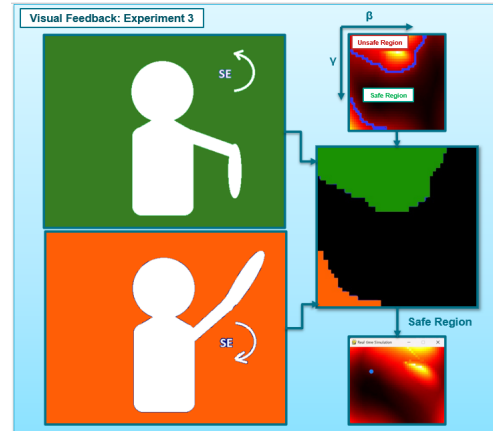 Visual Feedback: Experiment 3
β
γ
Unsafe Region
Safe Region
SE
SE
Safe Region
Real-time Simulation